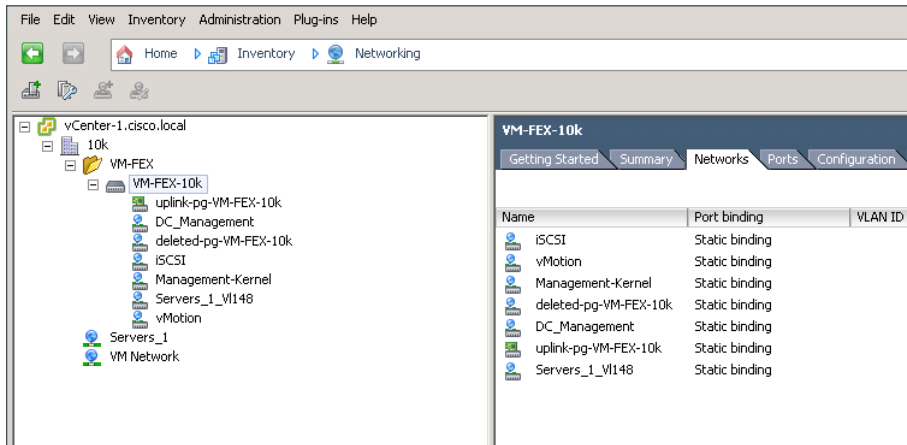 File Edit View Inventory Administration Plug-ins Help
Home Inventory Networking
vCenter-1.cisco.local
10k
VM-FEX
VM-FEX-10k
uplink-pg-VM-FEX-10k
DC_Management
deleted-pg-VM-FEX-10k
iSCSI
Management-Kernel
Servers_1_Vl148
vMotion
Servers_1
VM Network
VM-FEX-10k
Getting Started Summary Networks Ports Configuration
Name Port binding VLAN ID
iSCSI Static binding
vMotion Static binding
Management-Kernel Static binding
deleted-pg-VM-FEX-10k Static binding
DC_Management Static binding
uplink-pg-VM-FEX-10k Static binding
Servers_1_Vl148 Static binding